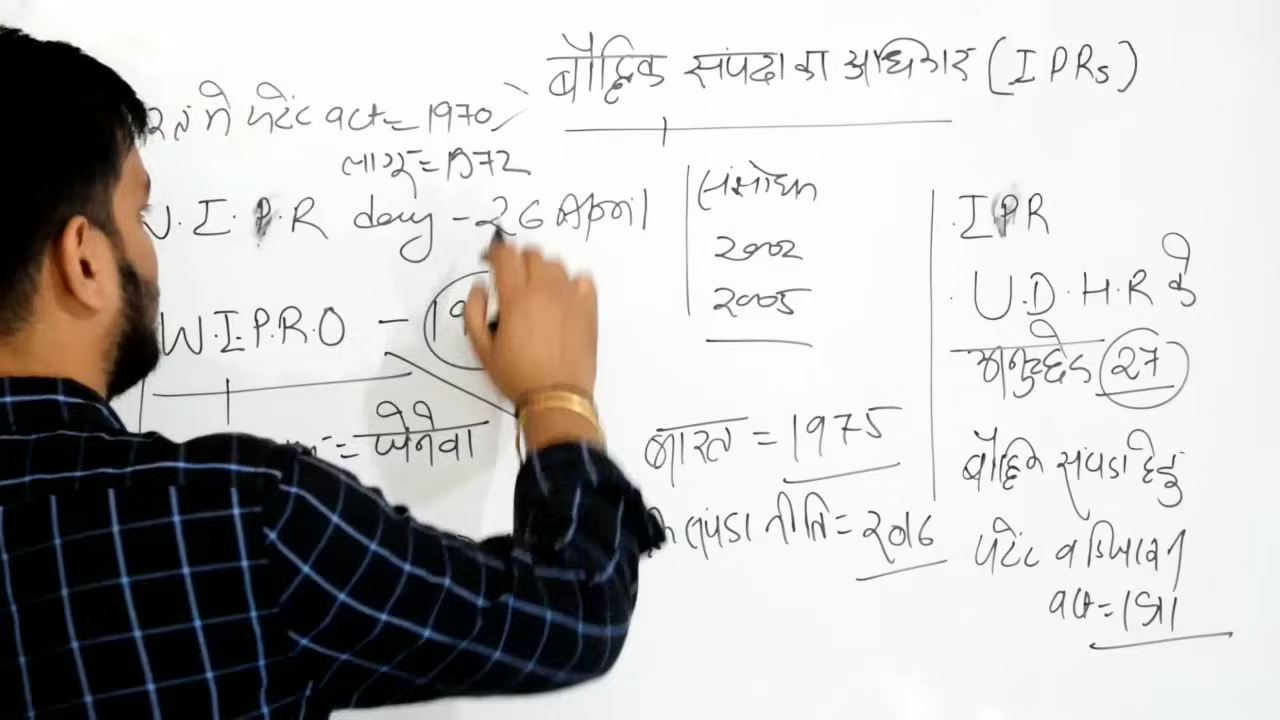 बौद्धिक संपदा का अधिकार (IPRs)
में पेटेंट act = 1970
लागू = 1972
I.P.R day - 26 April
W.I.P.R.O - 19
= जेनेवा
संसोधन
2002
2005
भारत = 1975
संपदा नीति = 2016
IPR
U.D.H.R के
अनुच्छेद 27
बौद्धिक संपदा हेतु
पेटेंट व डिजाइन
act = 1911